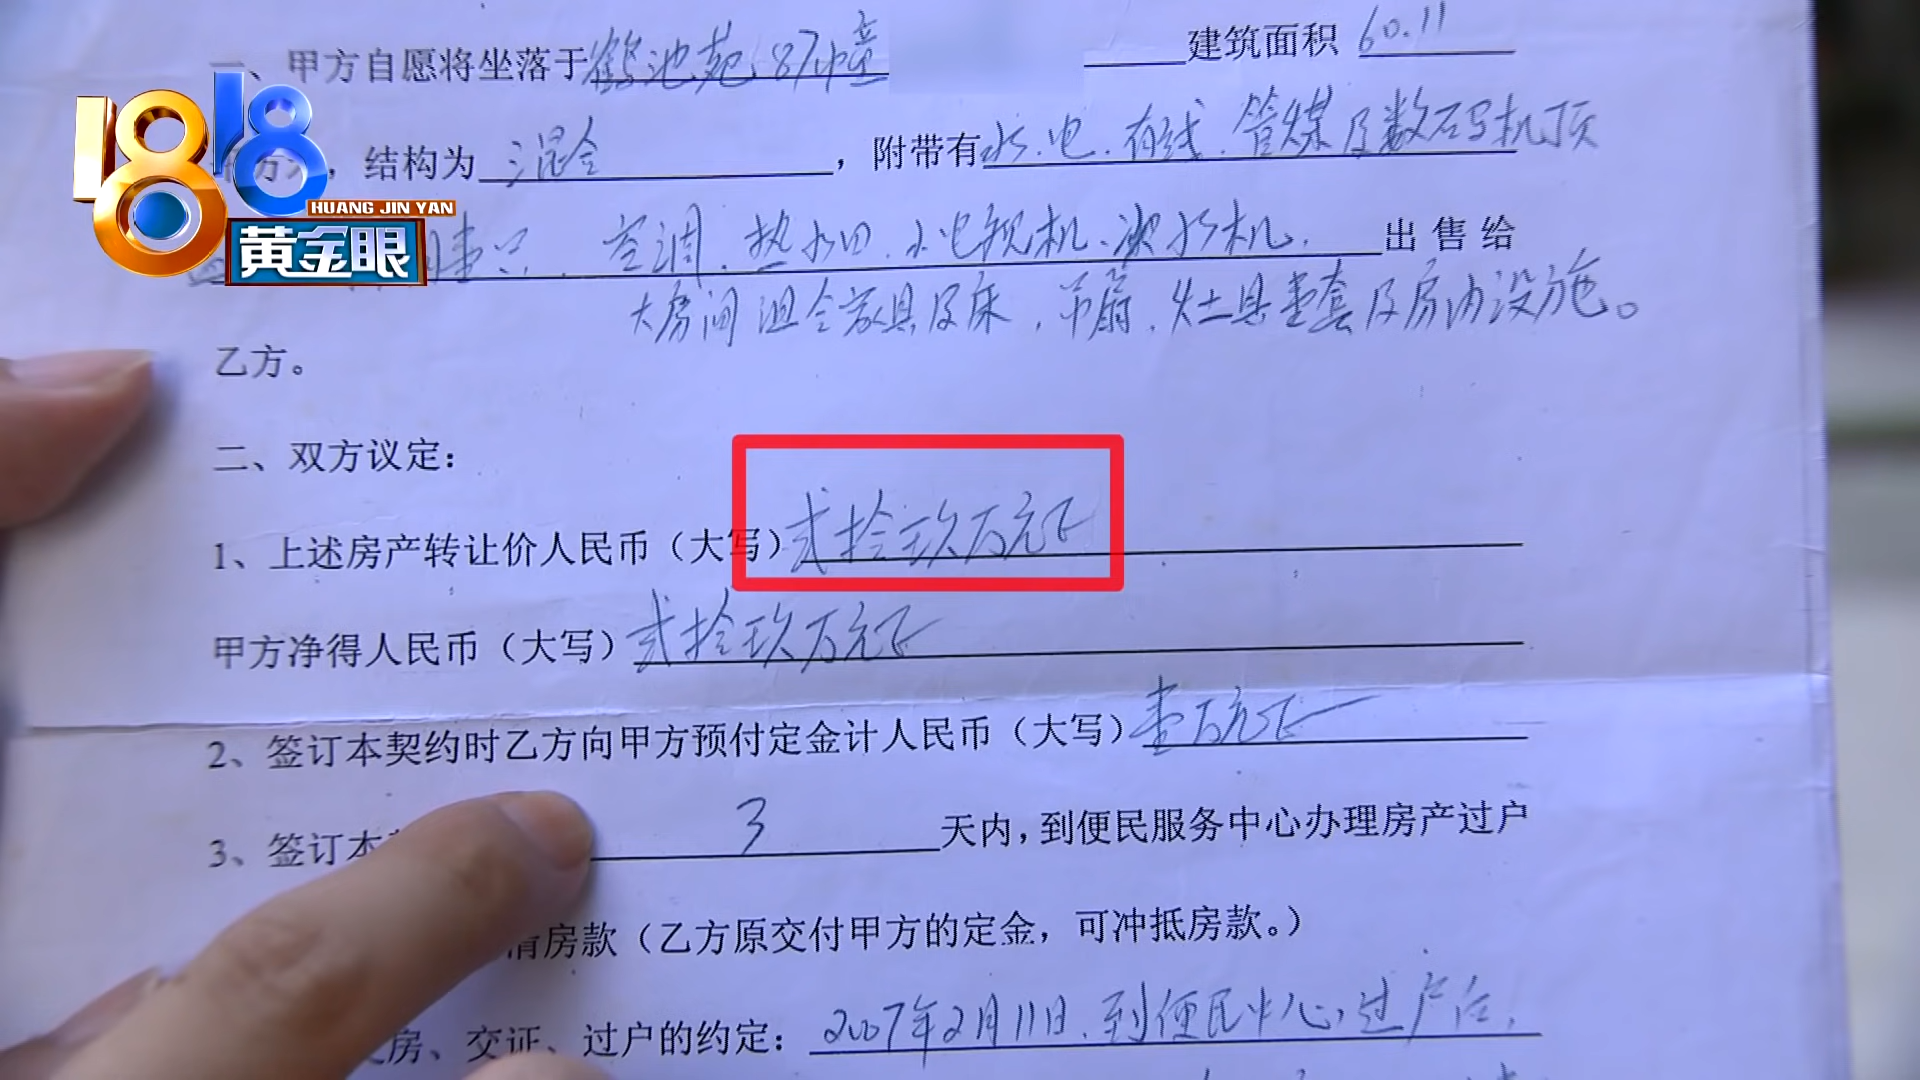 一、甲方自愿将坐落于鹤池苑87幢 建筑面积 60.11
平方米，结构为 混合 ，附带有水.电.有线.管煤及数码机顶
1818 HUANG JIN YAN
黄金眼
空调.热水口.小电视机.饮水机. 出售给
大房间组合家具及床.吊扇.灶具壹套及房内设施。
乙方。
二、双方议定：
1、上述房产转让价人民币（大写）贰拾玖万元正
甲方净得人民币（大写）贰拾玖万元正
2、签订本契约时乙方向甲方预付定金计人民币（大写）壹万元正
3、签订本 3 天内，到便民服务中心办理房产过户
清房款（乙方原交付甲方的定金，可冲抵房款。）
房、交证、过户的约定：2007年2月11日.到便民中心过户后，